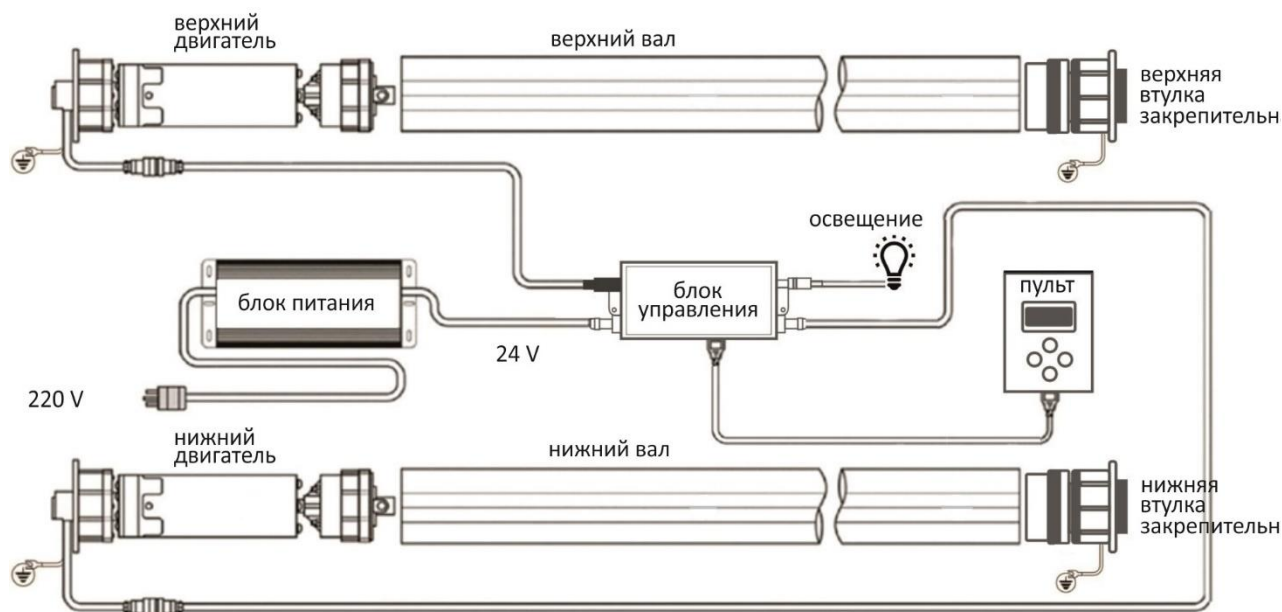 верхний
двигатель
верхний вал
верхняя
втулка
закрепительн
освещение
блок питания
блок
управления
пульт
24 V
220 V
нижний
двигатель
нижний вал
нижняя
втулка
закрепительн